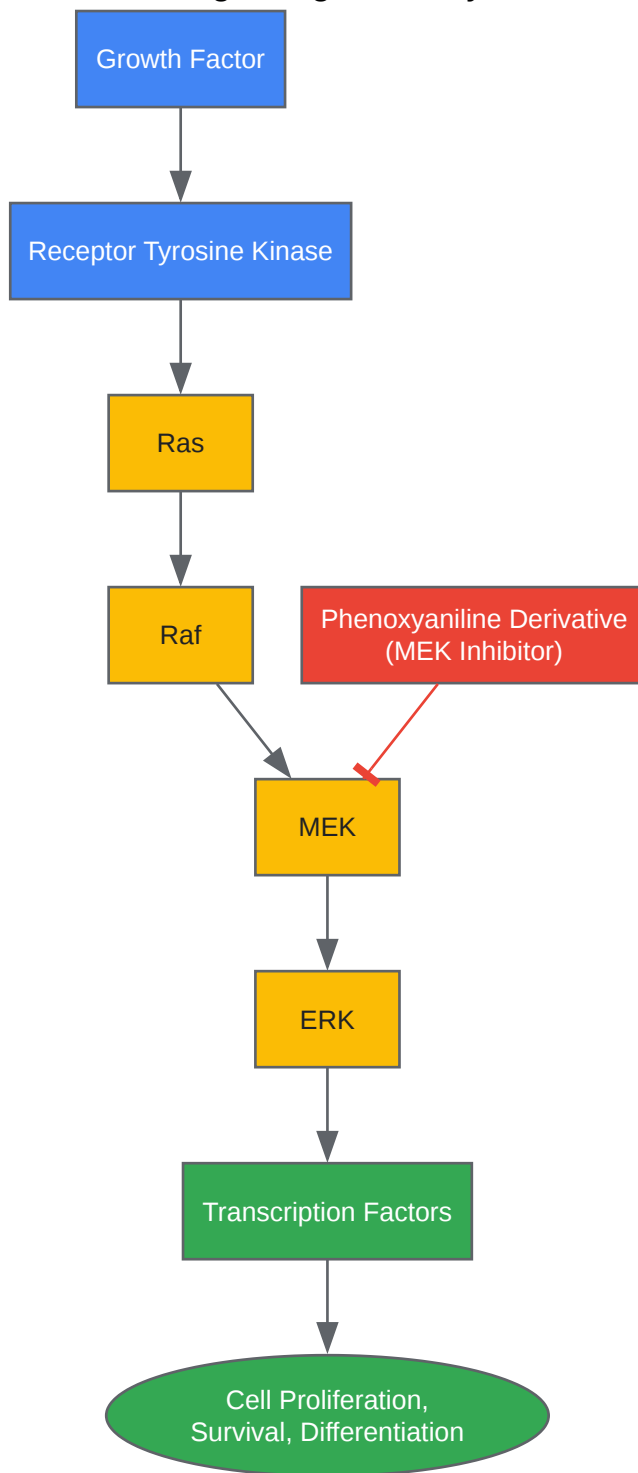 Growth Factor
Receptor Tyrosine Kinase
Ras
Raf
Phenoxyaniline Derivative
(MEK Inhibitor)
MEK
ERK
Transcription Factors
Cell Proliferation,
Survival, Differentiation